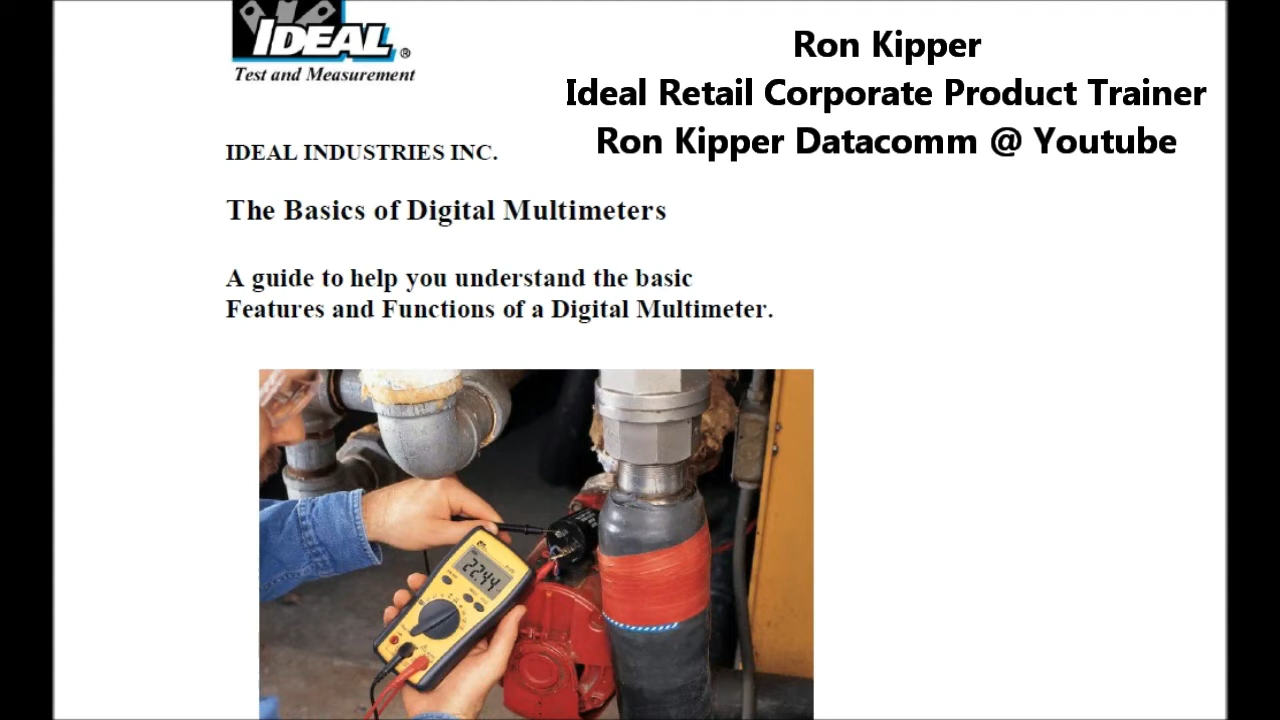 IDEAL®
Test and Measurement
Ron Kipper
Ideal Retail Corporate Product Trainer
Ron Kipper Datacomm @ Youtube
IDEAL INDUSTRIES INC.
The Basics of Digital Multimeters
A guide to help you understand the basic
Features and Functions of a Digital Multimeter.
22.44